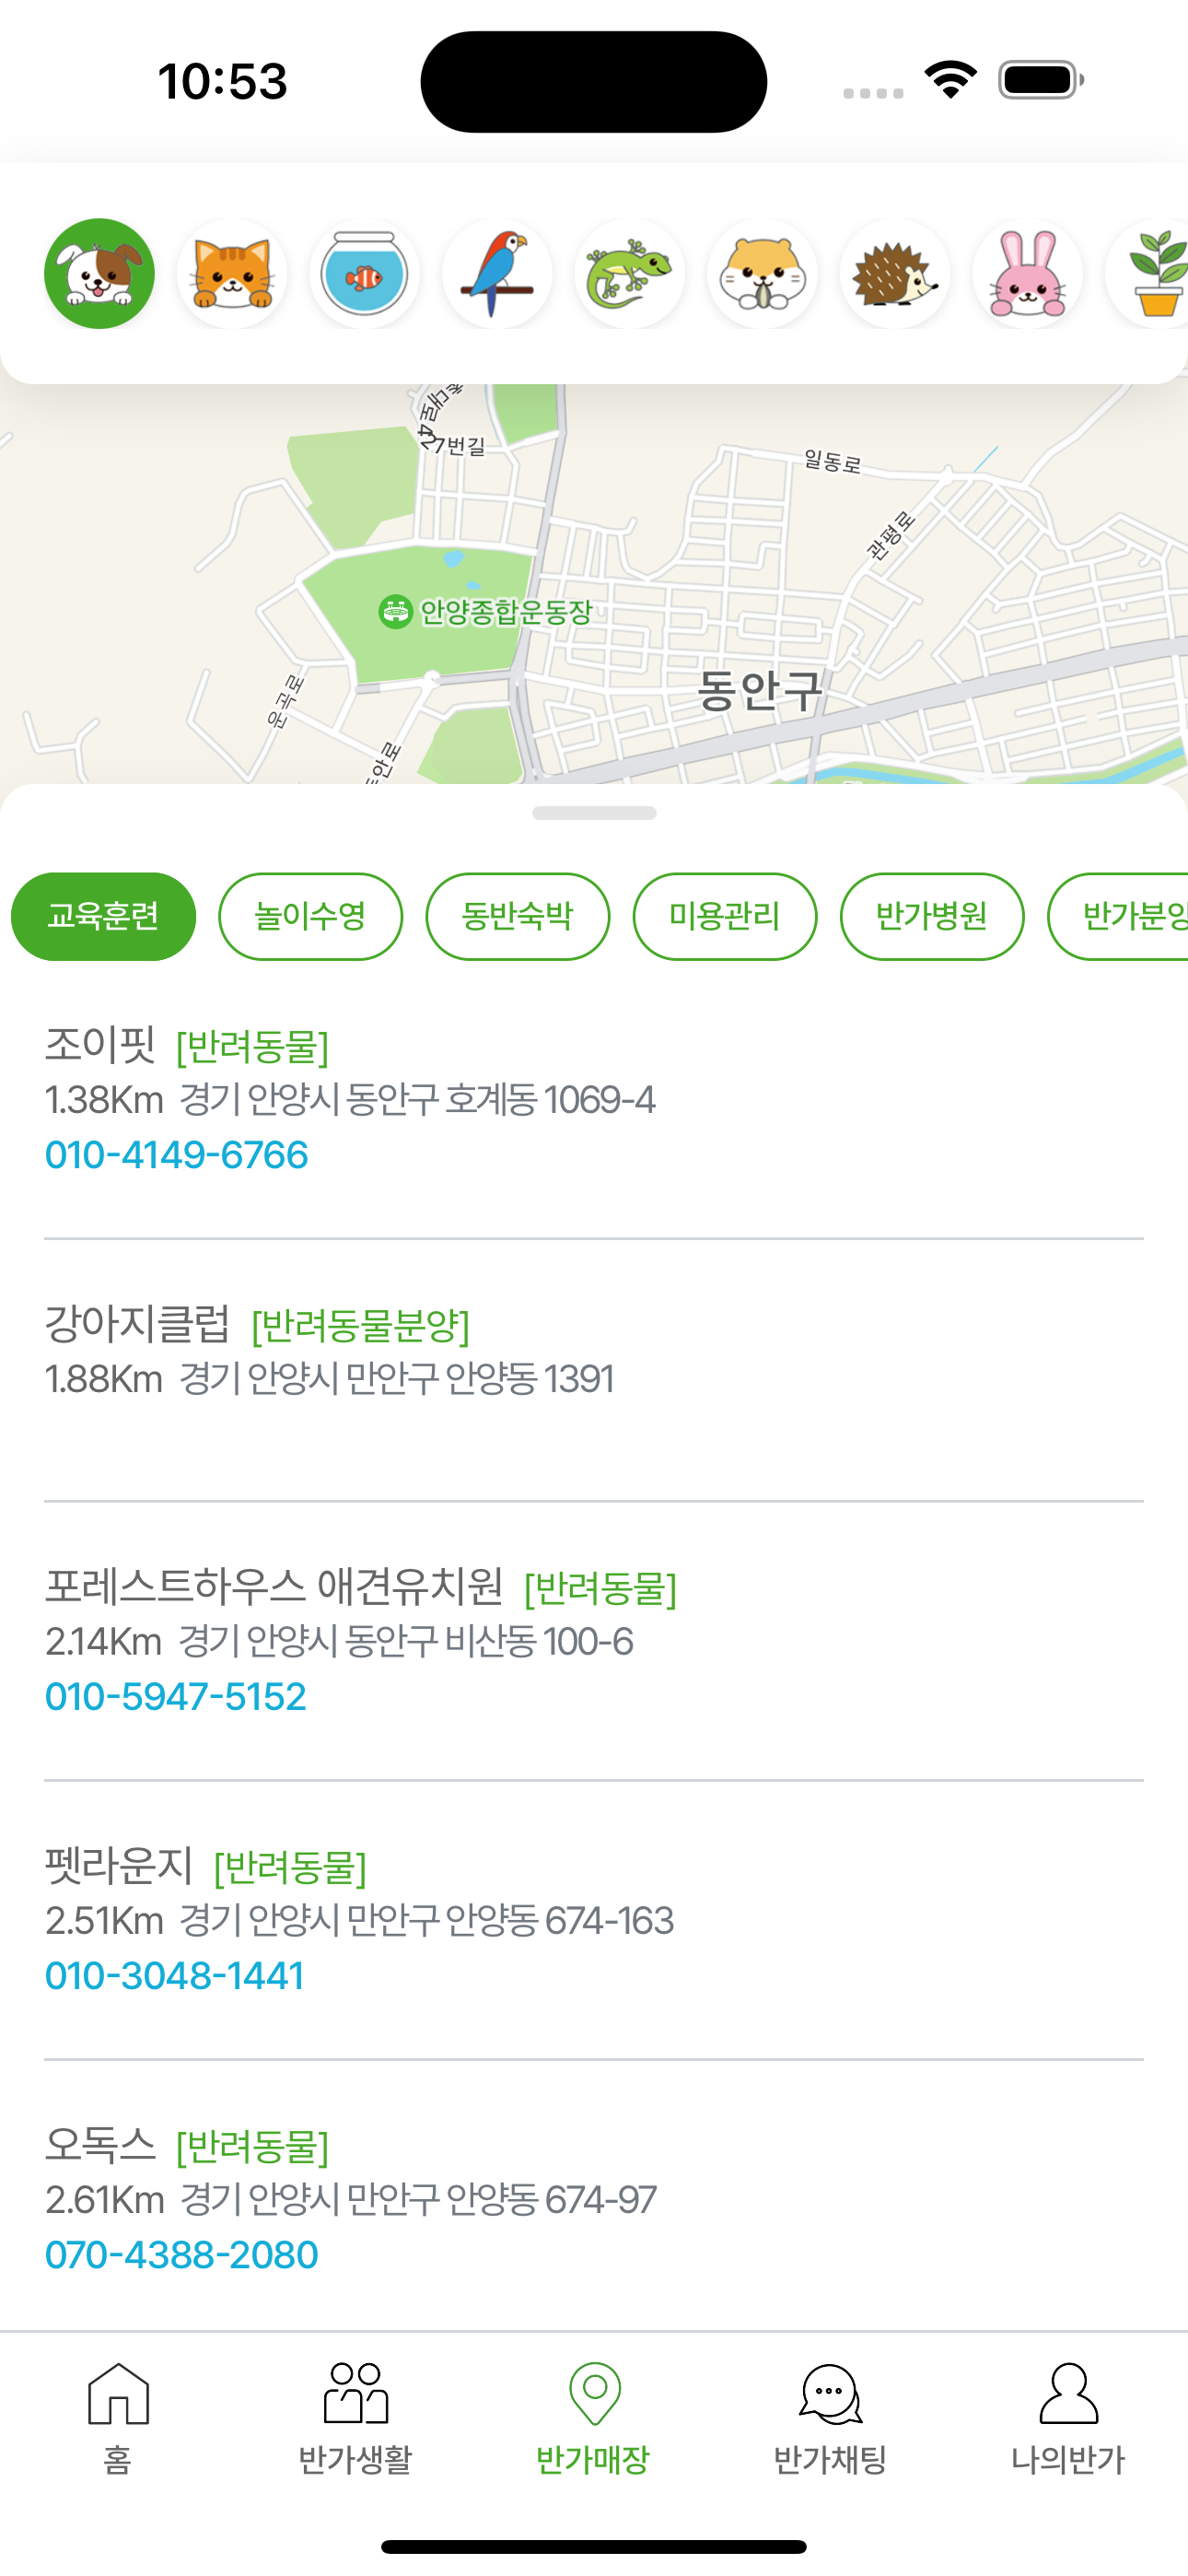 10:53
27번길
일동로
관평로
안양종합운동장
동안구
운곡로
교육훈련 놀이수영 동반숙박 미용관리 반가병원
조이핏 [반려동물]
1.38Km 경기 안양시 동안구 호계동 1069-4
010-4149-6766
강아지클럽 [반려동물분양]
1.88Km 경기 안양시 만안구 안양동 1391
포레스트하우스 애견유치원 [반려동물]
2.14Km 경기 안양시 동안구 비산동 100-6
010-5947-5152
펫라운지 [반려동물]
2.51Km 경기 안양시 만안구 안양동 674-163
010-3048-1441
오독스 [반려동물]
2.61Km 경기 안양시 만안구 안양동 674-97
070-4388-2080
홈 반가생활 반가매장 반가채팅 나의반가